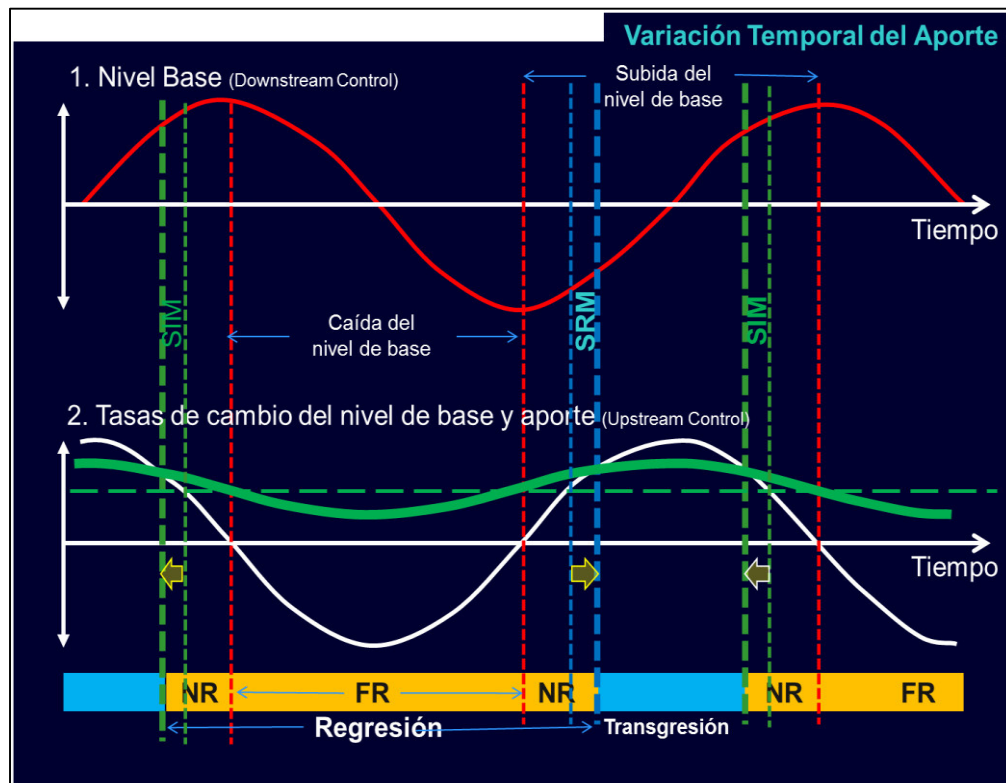 Variación Temporal del Aporte
1. Nivel Base (Downstream Control)
Subida del
nivel de base
Tiempo
SIM
Caída del
nivel de base
SRM
SIM
2. Tasas de cambio del nivel de base y aporte (Upstream Control)
Tiempo
NR
FR
NR
NR
FR
Regresión
Transgresión